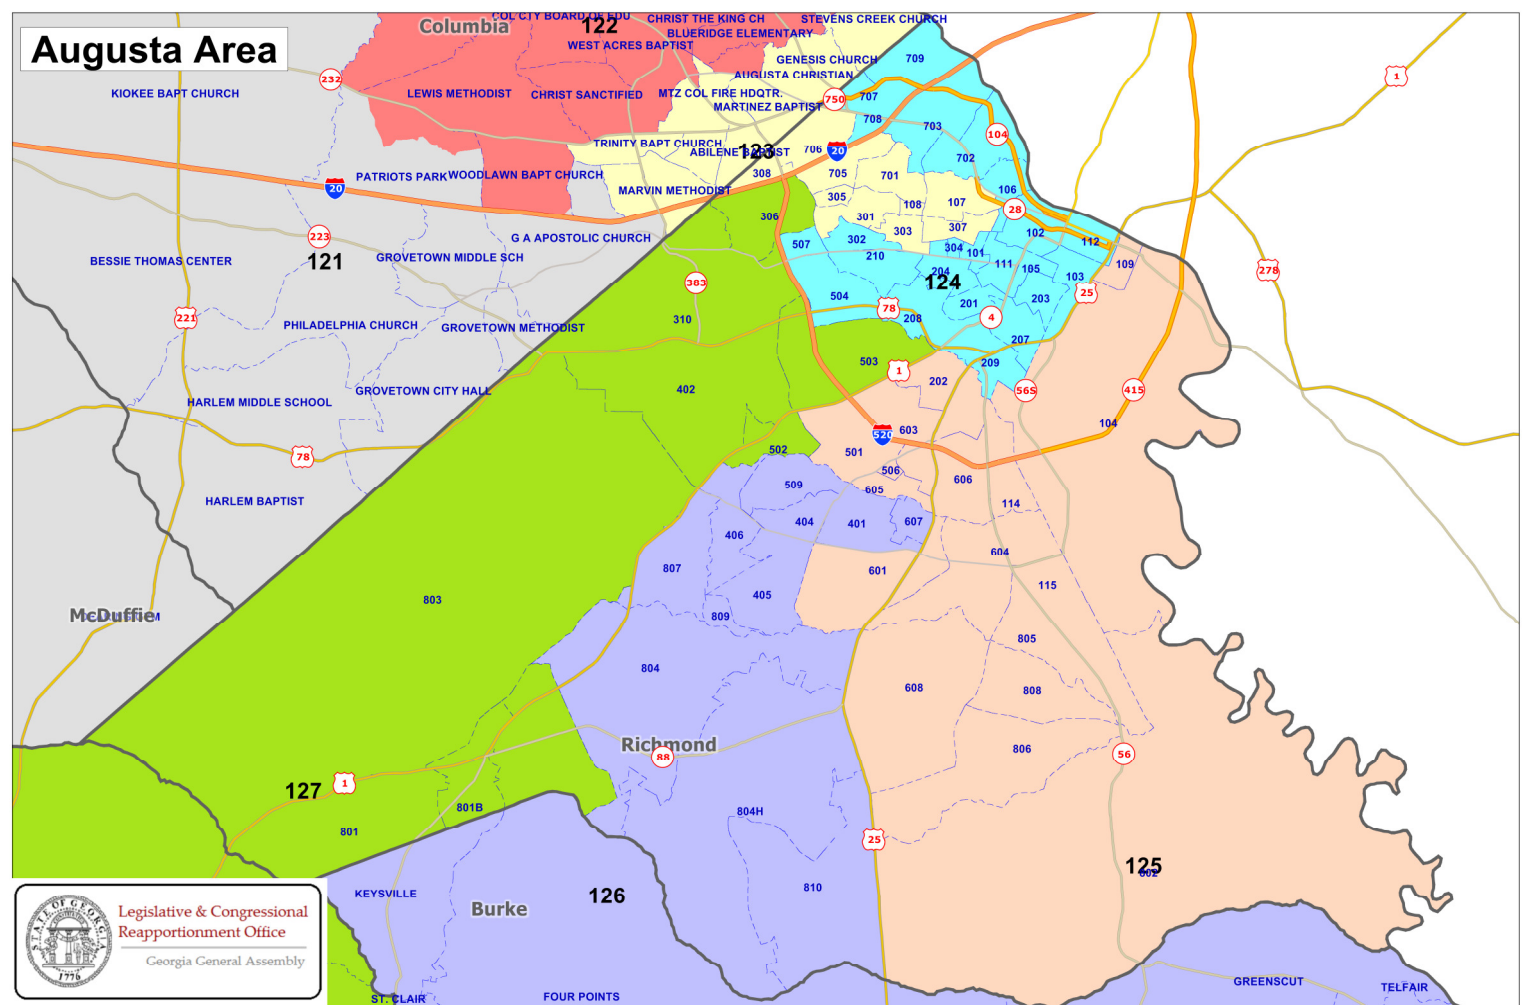 COL CTY BOARD OF EDU
CHRIST THE KING CH
STEVENS CREEK CHURCH
Columbia
122
BLUERIDGE ELEMENTARY
WEST ACRES BAPTIST
Augusta Area
GENESIS CHURCH
709
AUGUSTA CHRISTIAN
232
1
KIOKEE BAPT CHURCH
LEWIS METHODIST
CHRIST SANCTIFIED
MTZ COL FIRE HDQTR.
750
707
MARTINEZ BAPTIST
708
703
104
TRINITY BAPT CHURCH
ABILENE BAPTIST
123
706
20
702
PATRIOTS PARK
WOODLAWN BAPT CHURCH
308
705
701
20
MARVIN METHODIST
106
305
108
107
28
306
301
303
307
223
G A APOSTOLIC CHURCH
507
302
102
112
304
101
210
121
BESSIE THOMAS CENTER
GROVETOWN MIDDLE SCH
111
105
109
204
278
383
124
103
25
504
201
203
221
310
78
208
4
PHILADELPHIA CHURCH
GROVETOWN METHODIST
207
503
209
1
202
GROVETOWN CITY HALL
402
56S
415
HARLEM MIDDLE SCHOOL
104
603
520
502
501
78
506
606
509
605
HARLEM BAPTIST
114
404
401
607
406
604
807
601
115
405
803
McDuffie
809
805
804
608
808
Richmond
806
88
56
127
1
801B
804H
801
25
125
802
810
KEYSVILLE
126
Burke
STATE OF GEORGIA
1776
Legislative & Congressional
Reapportionment Office
Georgia General Assembly
GREENSCUT
TELFAIR
ST. CLAIR
FOUR POINTS